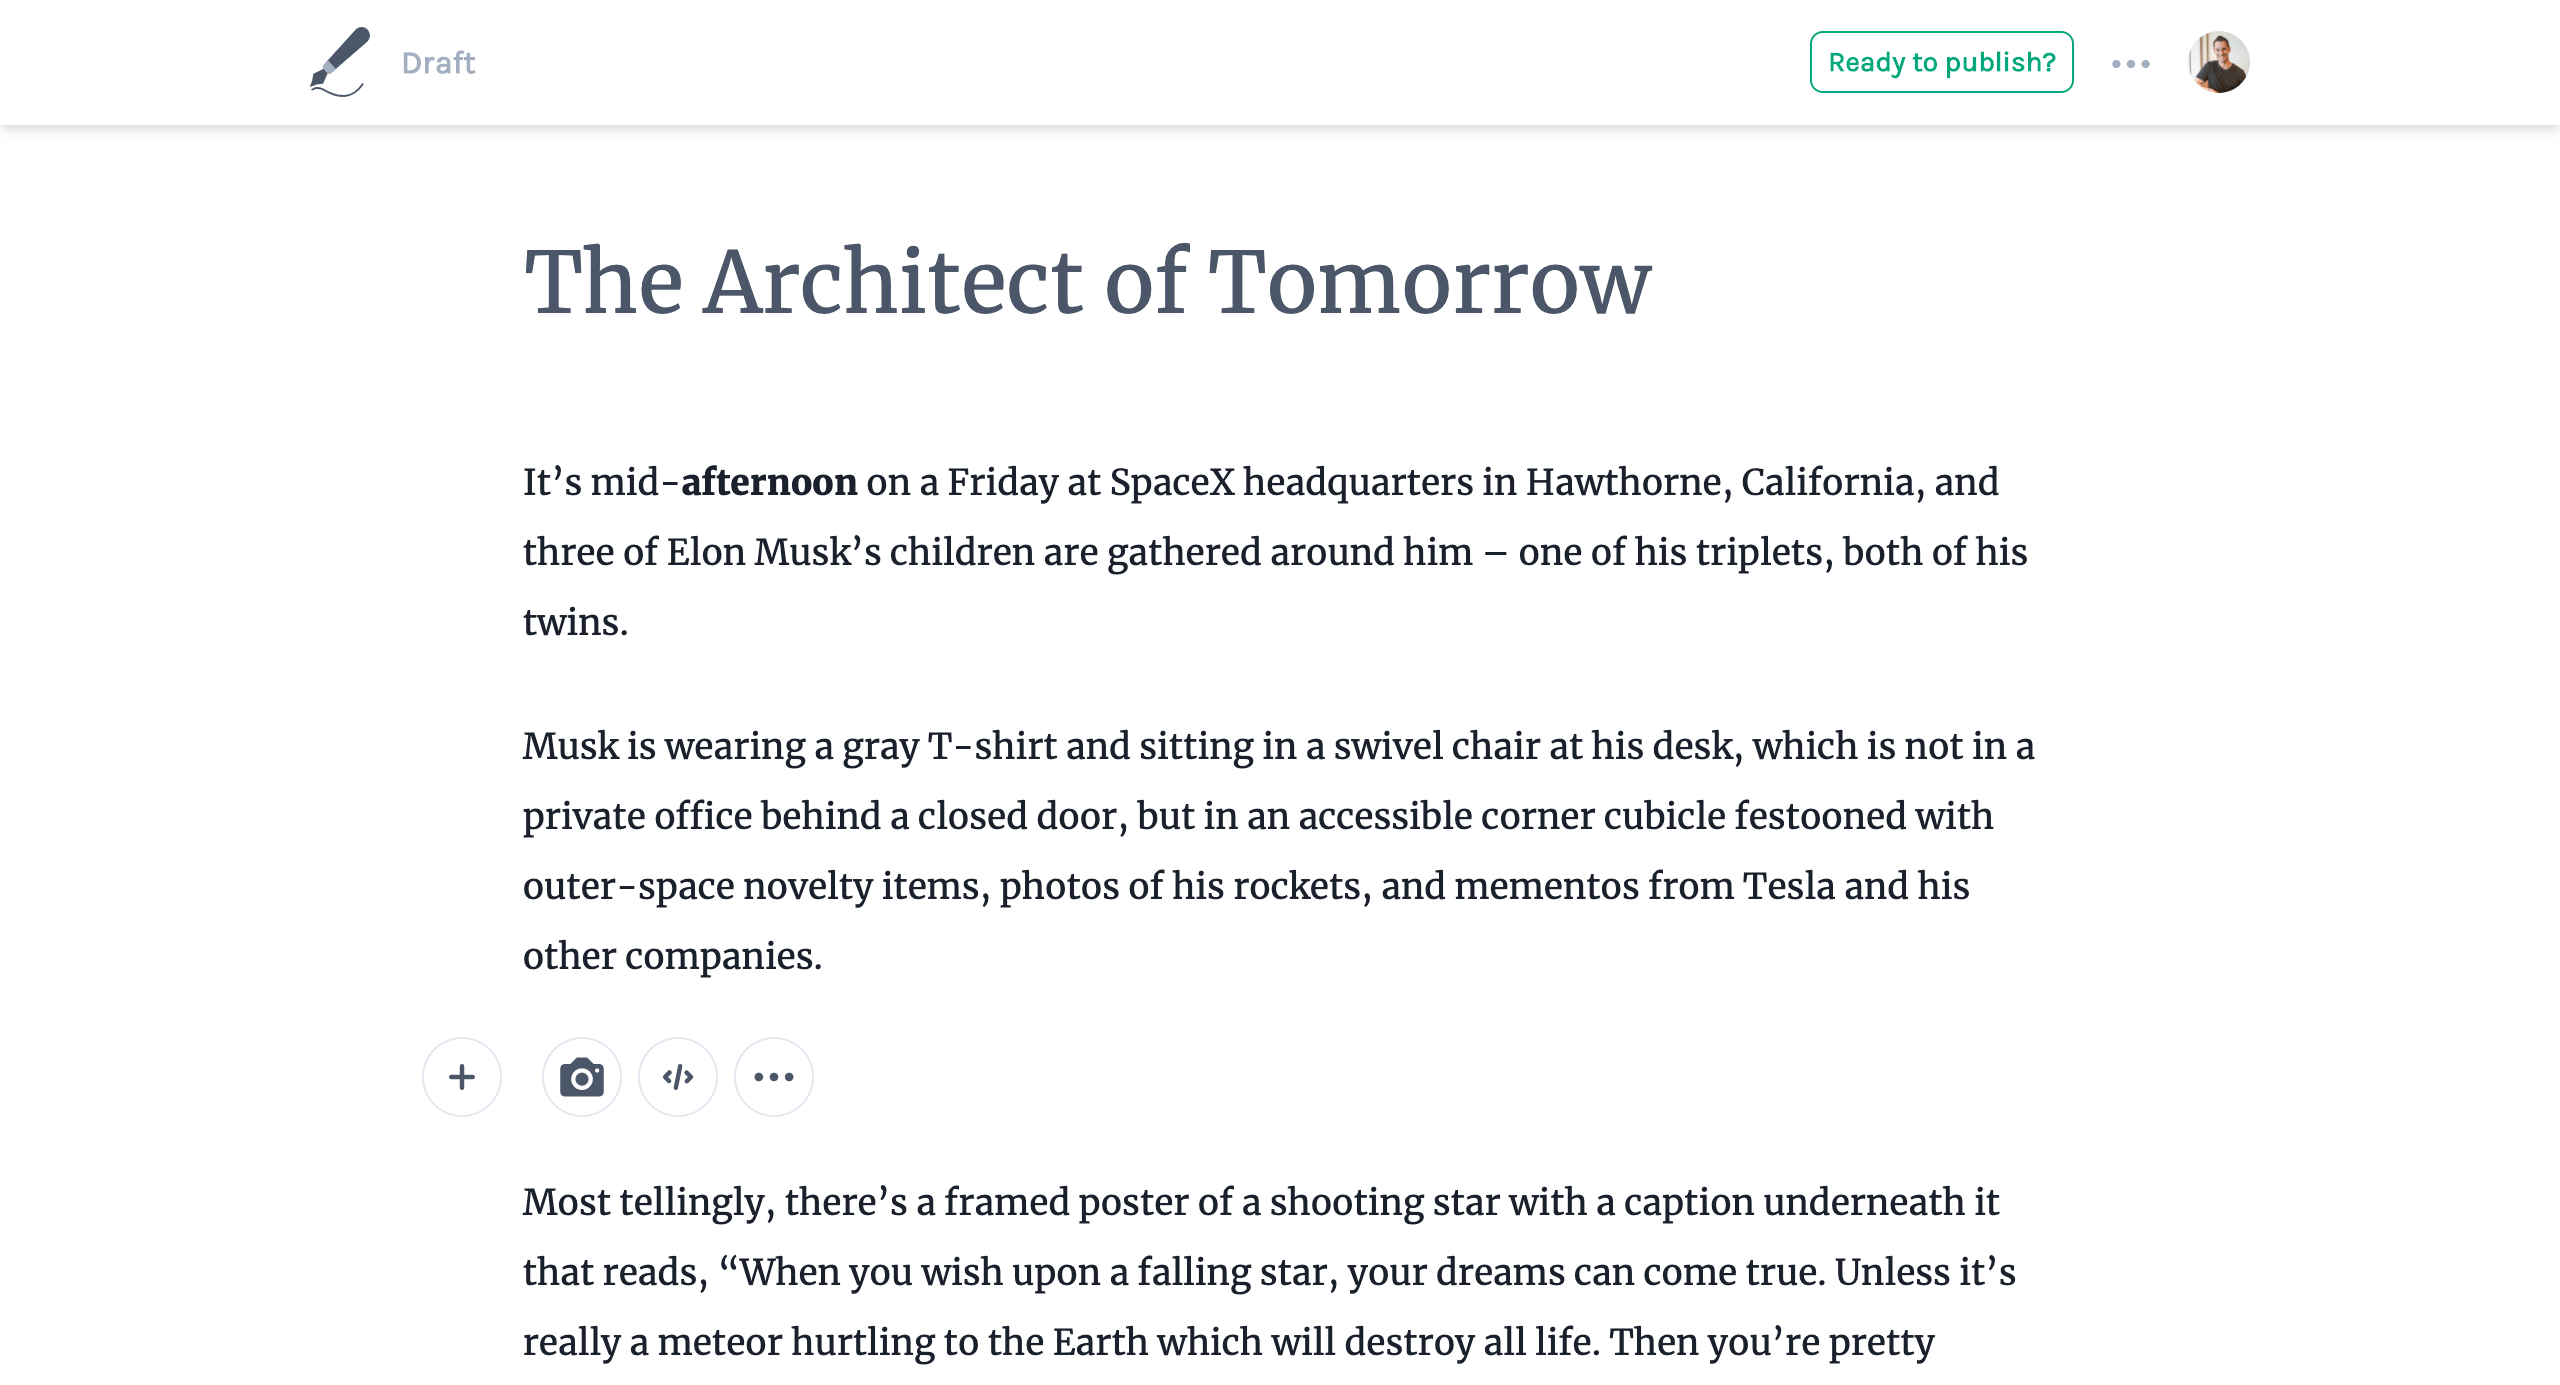 Draft
Ready to publish?
The Architect of Tomorrow
It’s mid-afternoon on a Friday at SpaceX headquarters in Hawthorne, California, and
three of Elon Musk’s children are gathered around him – one of his triplets, both of his
twins.
Musk is wearing a gray T-shirt and sitting in a swivel chair at his desk, which is not in a
private office behind a closed door, but in an accessible corner cubicle festooned with
outer-space novelty items, photos of his rockets, and mementos from Tesla and his
other companies.
Most tellingly, there’s a framed poster of a shooting star with a caption underneath it
that reads, “When you wish upon a falling star, your dreams can come true. Unless it’s
really a meteor hurtling to the Earth which will destroy all life. Then you’re pretty